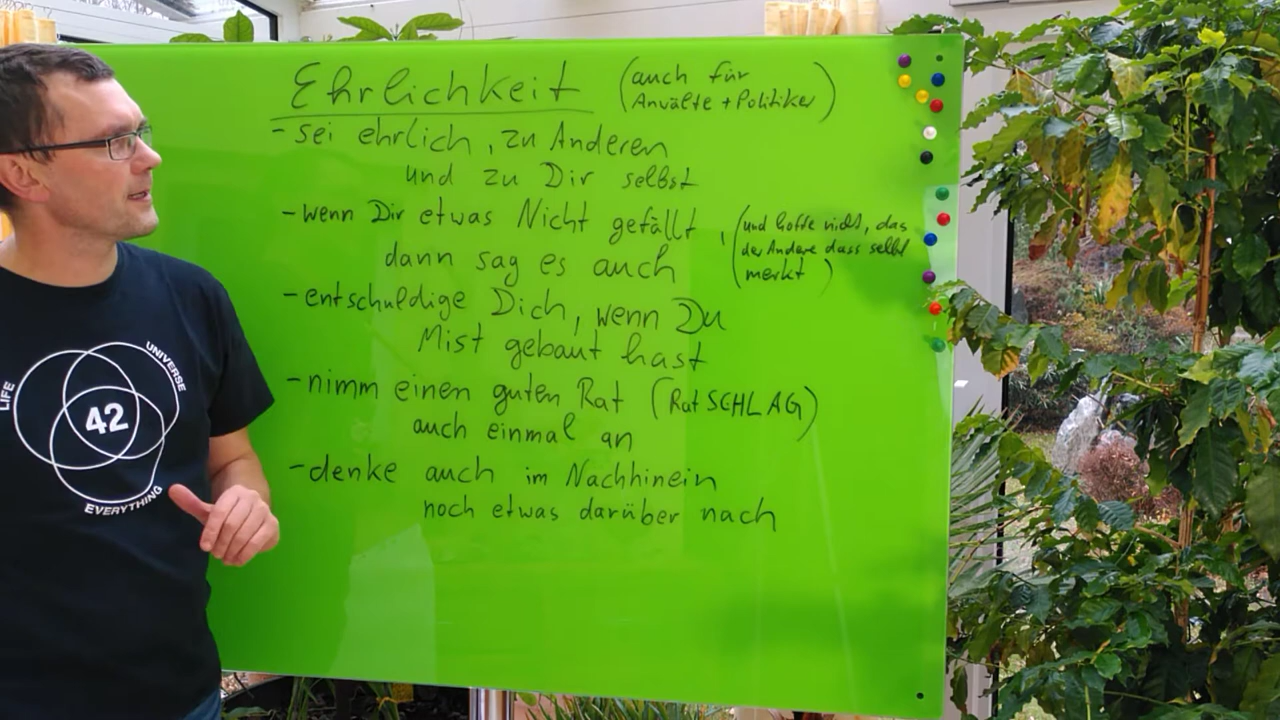 Ehrlichkeit (auch für
Anwälte + Politiker)
- sei ehrlich, zu Anderen
und zu Dir selbst
- wenn Dir etwas Nicht gefällt,
dann sag es auch
(und hoffe nicht, das
der Andere dass selbst
merkt)
- entschuldige Dich, wenn Du
Mist gebaut hast
- nimm einen guten Rat (RatSCHLAG)
auch einmal an
- denke auch im Nachhinein
noch etwas darüber nach
LIFE
UNIVERSE
42
EVERYTHING